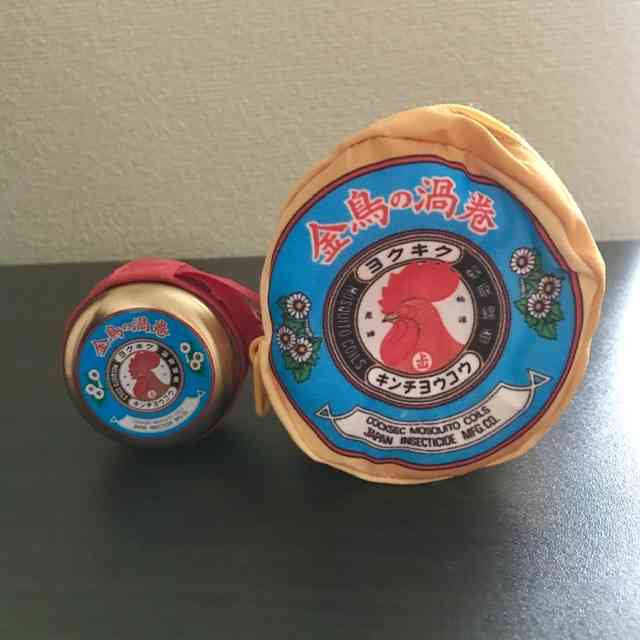 金鳥の渦巻
ヨクキク
MOSQUITO COILS
キンチヨウコウ
COCKSEC MOSQUITO COILS
JAPAN INSECTICIDE MFG.CO.
金鳥の渦巻
ヨクキク
キンチヨウコウ